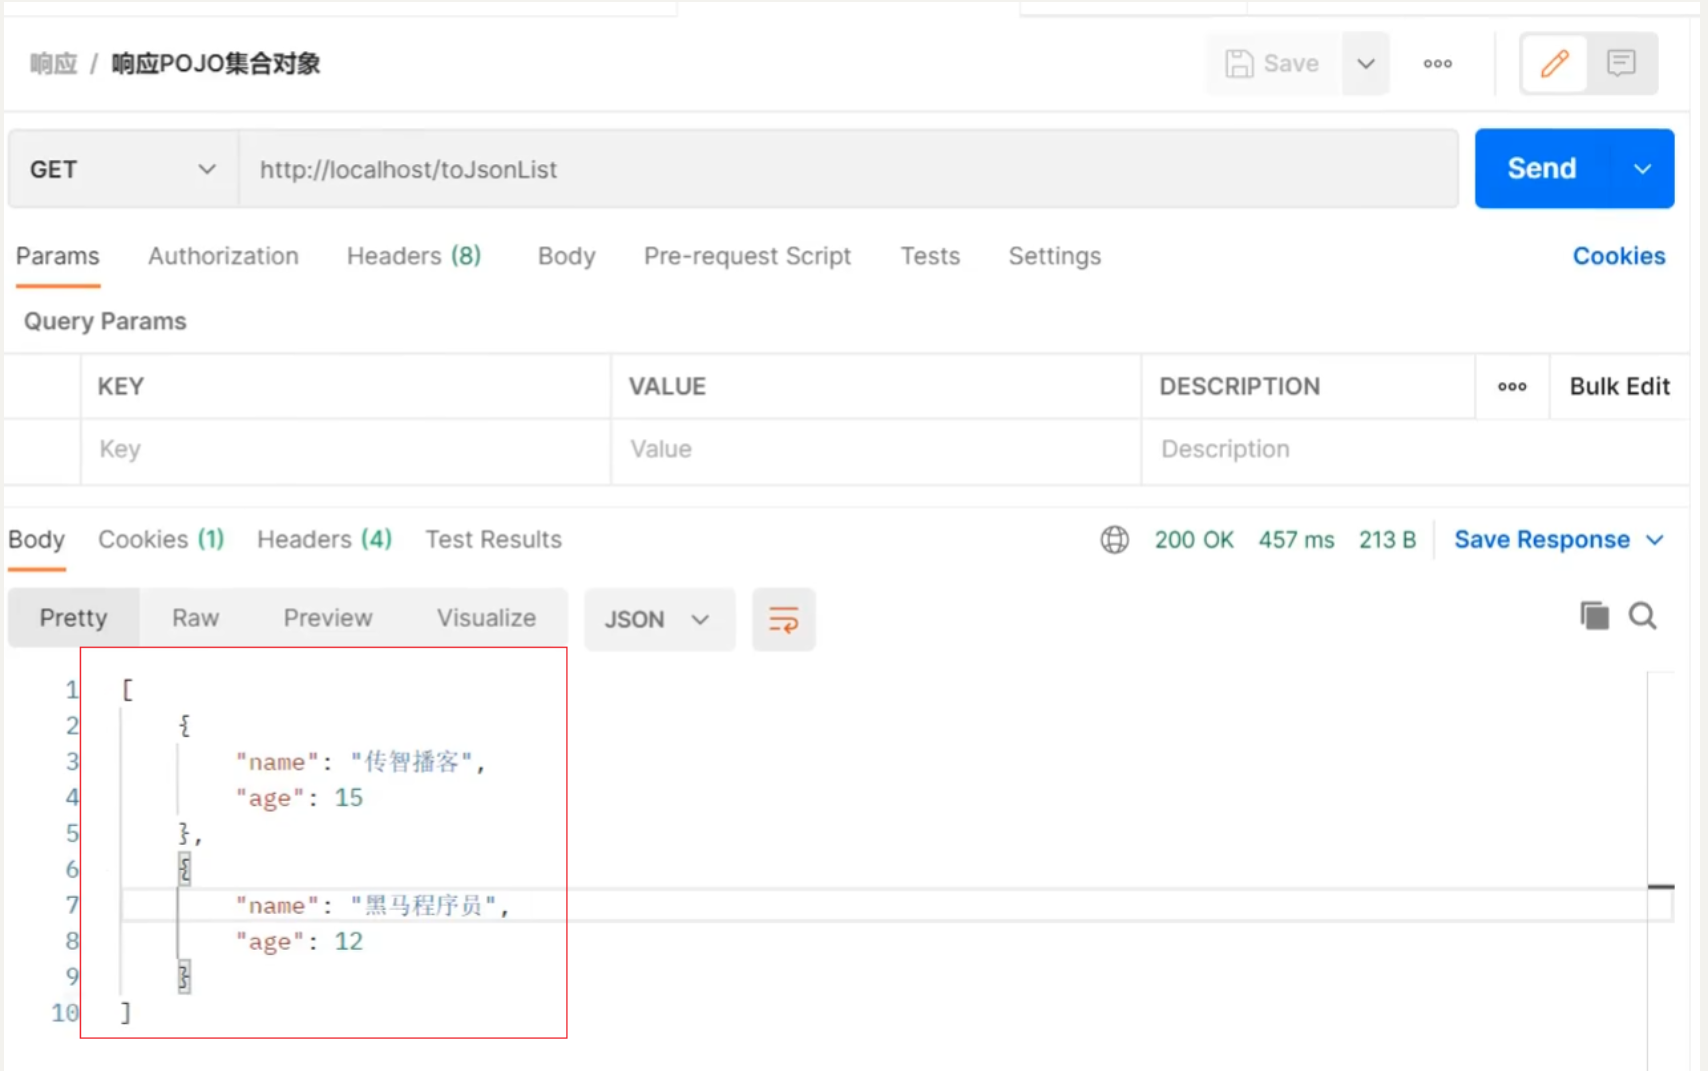 响应 / 响应POJO集合对象
Save
GET http://localhost/toJsonList Send
Params Authorization Headers (8) Body Pre-request Script Tests Settings Cookies
Query Params
KEY VALUE DESCRIPTION ooo Bulk Edit
Key Value Description
Body Cookies (1) Headers (4) Test Results 200 OK 457 ms 213 B Save Response
Pretty Raw Preview Visualize JSON
1 [
2 {
3 "name": "传智播客",
4 "age": 15
5 },
6 {
7 "name": "黑马程序员",
8 "age": 12
9 }
10 ]